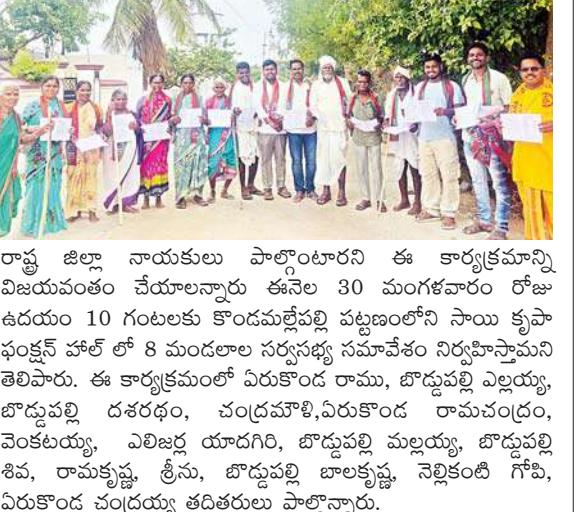 రాష్ట్ర జిల్లా నాయకులు పాల్గొంటారని ఈ కార్యక్రమాన్ని
విజయవంతం చేయాలన్నారు ఈనెల 30 మంగళవారం రోజు
ఉదయం 10 గంటలకు కొండమల్లేపల్లి పట్టణంలోని సాయి కృపా
ఫంక్షన్ హాల్ లో 8 మండలాల సర్వసభ్య సమావేశం నిర్వహిస్తామని
తెలిపారు. ఈ కార్యక్రమంలో ఏరుకొండ రాము, బొడ్డుపల్లి ఎల్లయ్య,
బొడ్డుపల్లి దశరథం, చంద్రమౌళి,ఏరుకొండ రామచంద్రం,
వెంకటయ్య, ఎలిజర్ల యాదగిరి, బొడ్డుపల్లి మల్లయ్య, బొడ్డుపల్లి
శివ, రామకృష్ణ, శ్రీను, బొడ్డుపల్లి బాలకృష్ణ, నెల్లికంటి గోపి,
ఏరుకొండ చంద్రయ్య తదితరులు పాల్గొన్నారు.